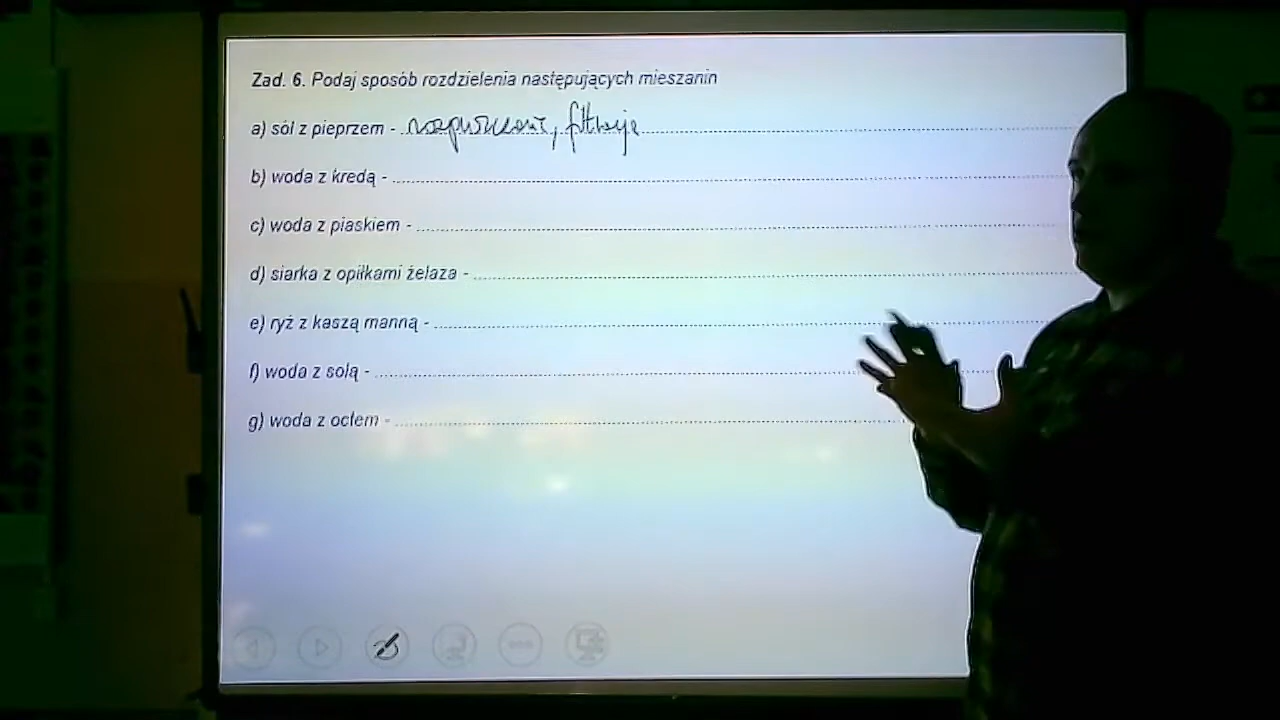 Zad. 6. Podaj sposób rozdzielenia następujących mieszanin
a) sól z pieprzem - rozpuszczanie, filtracja
b) woda z kredą -
c) woda z piaskiem -
d) siarka z opiłkami żelaza -
e) ryż z kaszą manną -
f) woda z solą -
g) woda z octem -